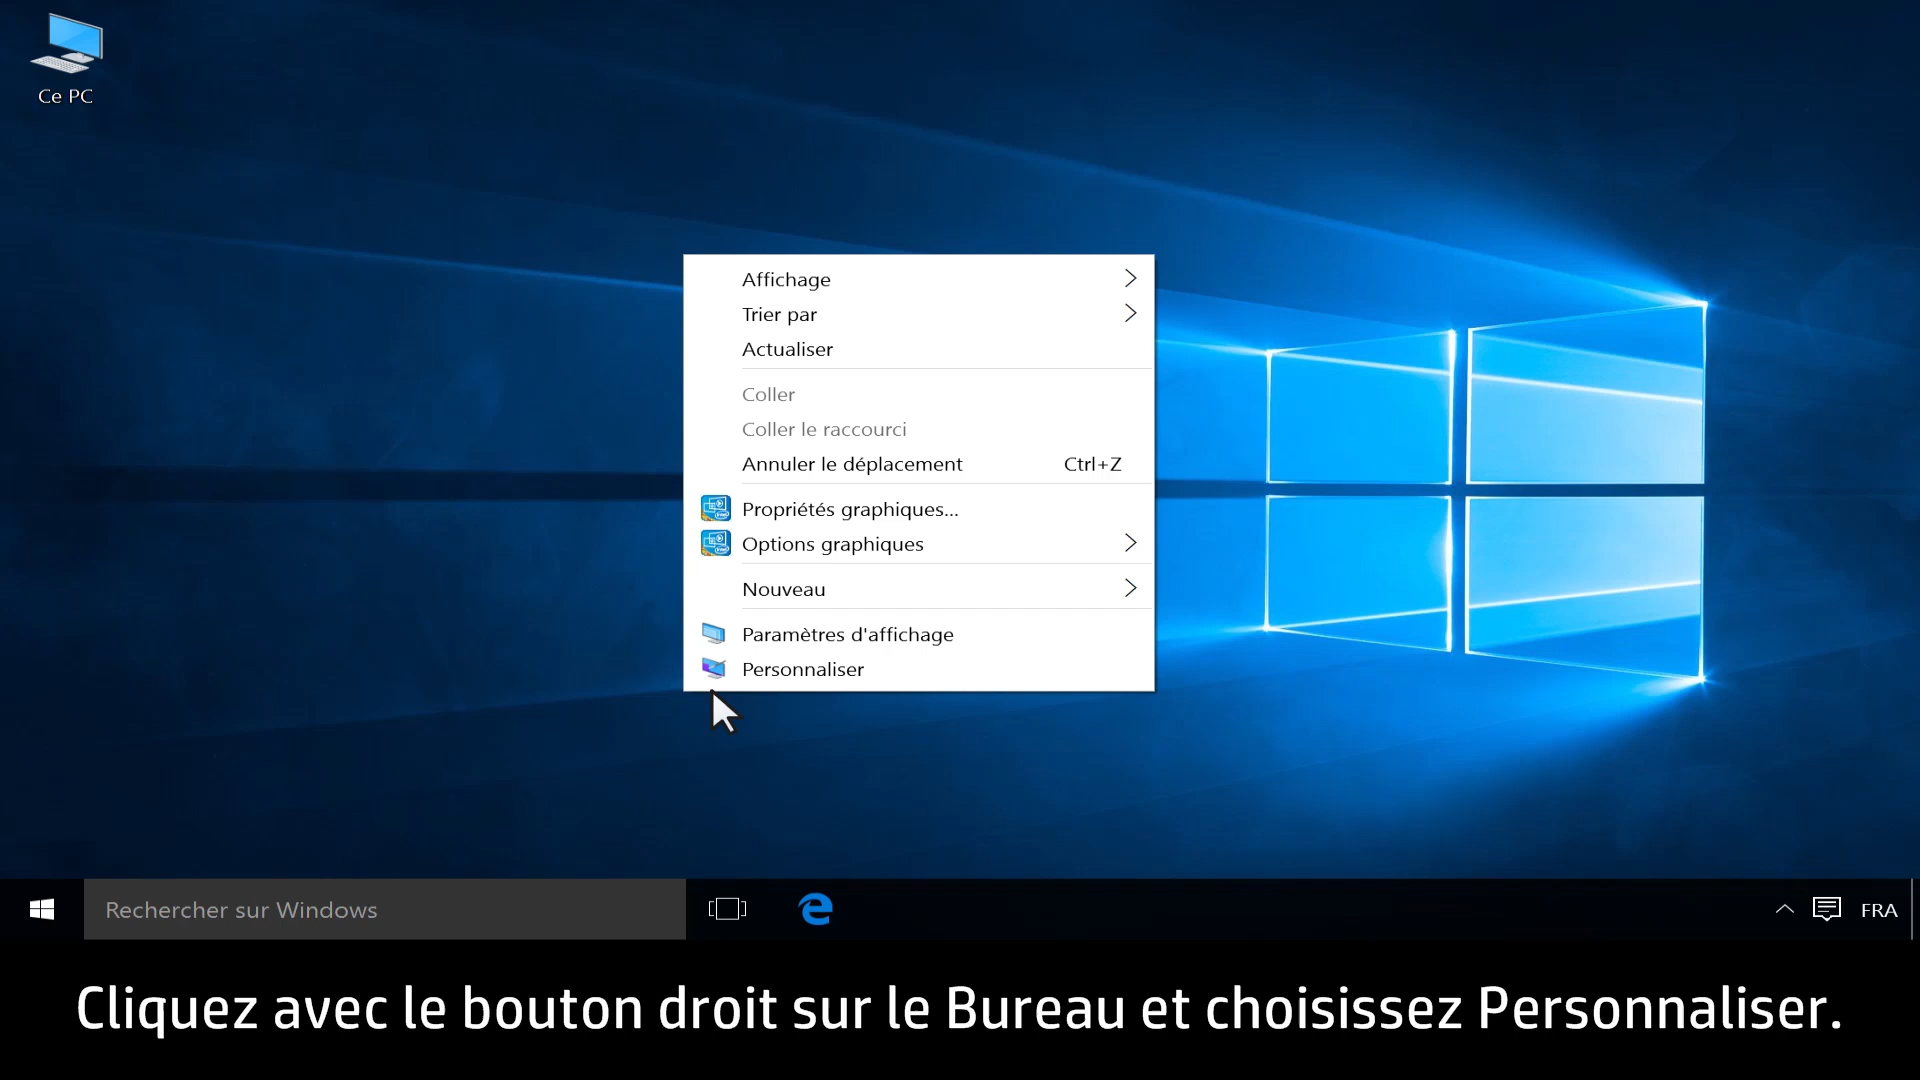 Ce PC
Affichage
Trier par
Actualiser
Coller
Coller le raccourci
Annuler le déplacement Ctrl+Z
Propriétés graphiques...
Options graphiques
Nouveau
Paramètres d'affichage
Personnaliser
Rechercher sur Windows
FRA
Cliquez avec le bouton droit sur le Bureau et choisissez Personnaliser.